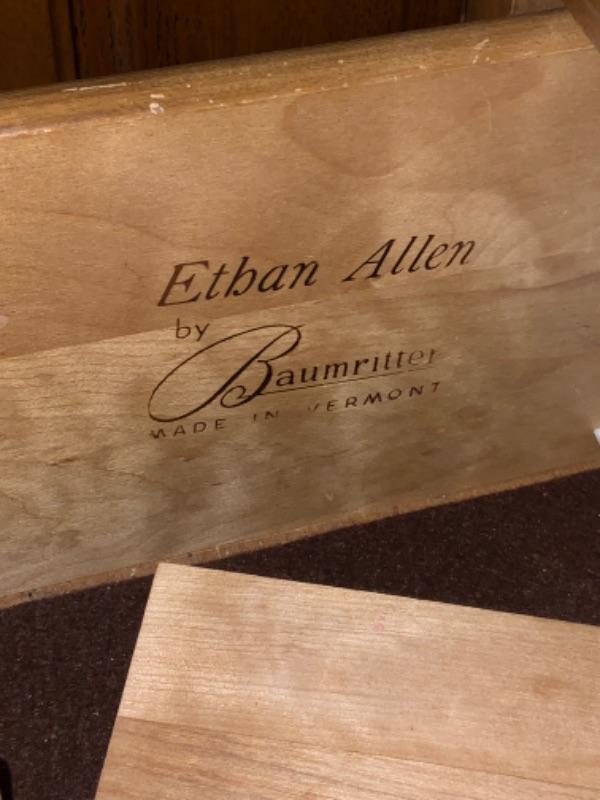 Ethan Allen
by
Baumritter
MADE IN VERMONT